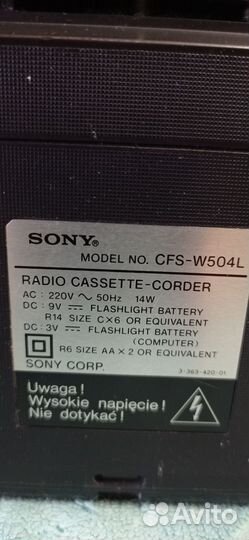 SONY®
MODEL NO. CFS-W504L
RADIO CASSETTE-CORDER
AC : 220V ~ 50Hz 14W
DC : 9V ⎓ FLASHLIGHT BATTERY
R14 SIZE C×6 OR EQUIVALENT
DC : 3V ⎓ FLASHLIGHT BATTERY
(COMPUTER)
R6 SIZE AA × 2 OR EQUIVALENT
SONY CORP.
3-363-420-01
Uwaga !
Wysokie napięcie !
Nie dotykać !
Avito